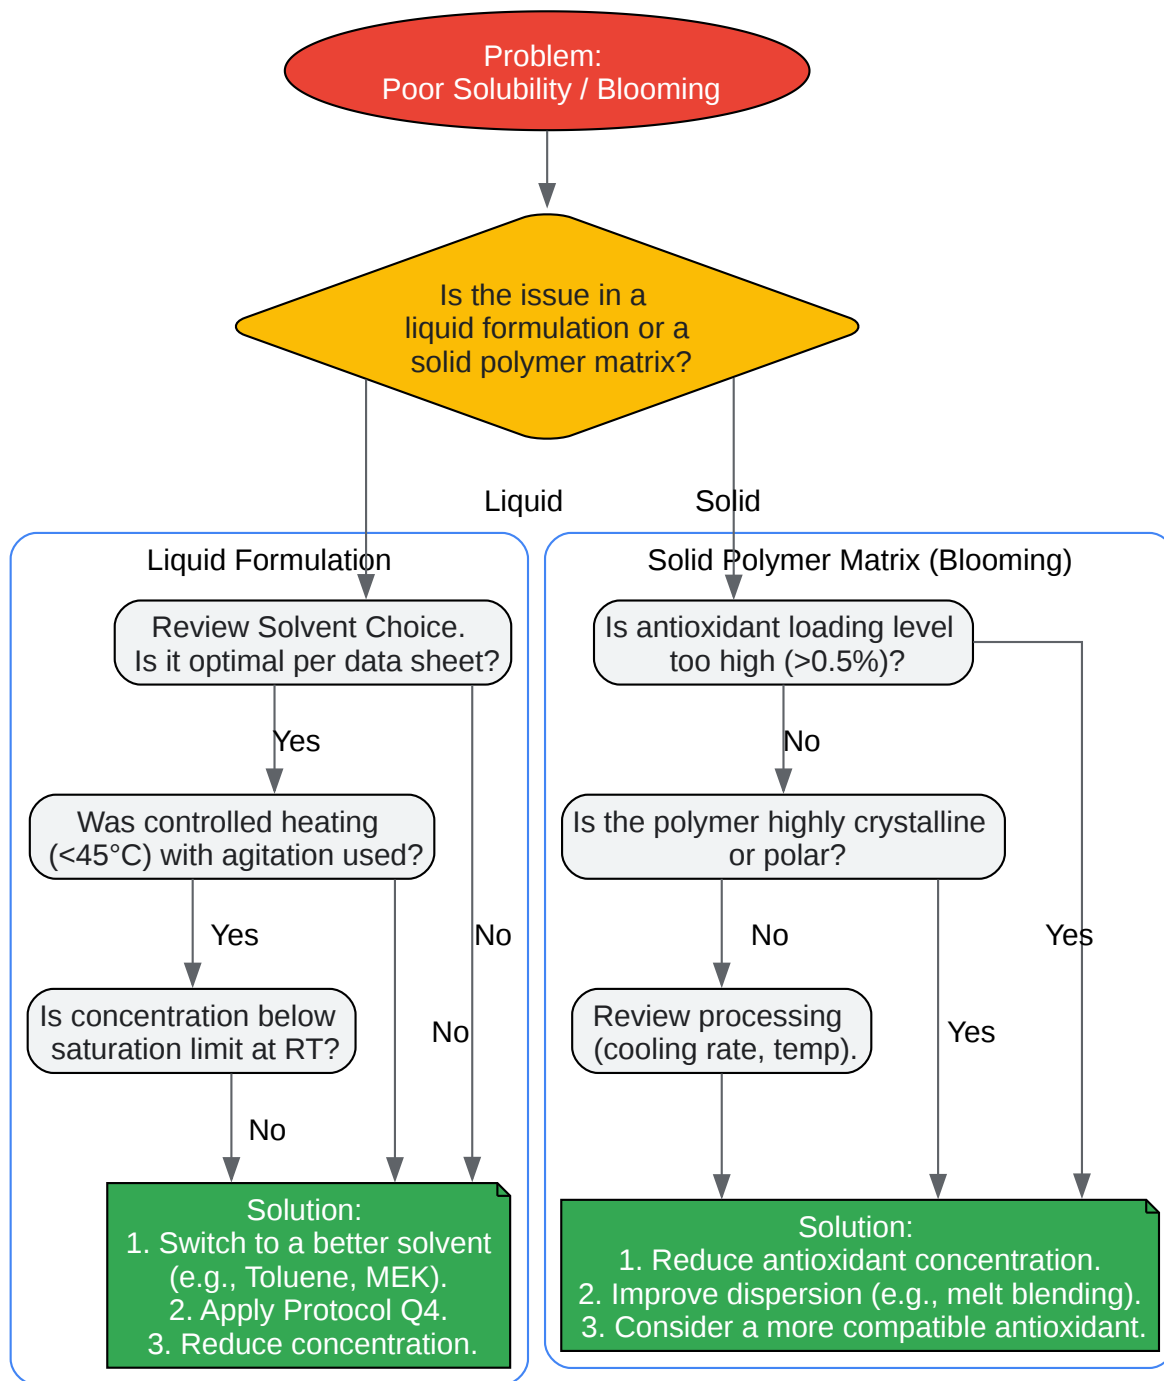 Problem:
Poor Solubility / Blooming
Is the issue in a
liquid formulation or a
solid polymer matrix?
Liquid
Solid
Liquid Formulation
Review Solvent Choice.
Is it optimal per data sheet?
Yes
Was controlled heating
(<45°C) with agitation used?
Yes
No
Is concentration below
saturation limit at RT?
No
No
Solution:
1. Switch to a better solvent
(e.g., Toluene, MEK).
2. Apply Protocol Q4.
3. Reduce concentration.
Solid Polymer Matrix (Blooming)
Is antioxidant loading level
too high (>0.5%)?
No
Is the polymer highly crystalline
or polar?
No
Yes
Review processing
(cooling rate, temp).
Yes
Solution:
1. Reduce antioxidant concentration.
2. Improve dispersion (e.g., melt blending).
3. Consider a more compatible antioxidant.